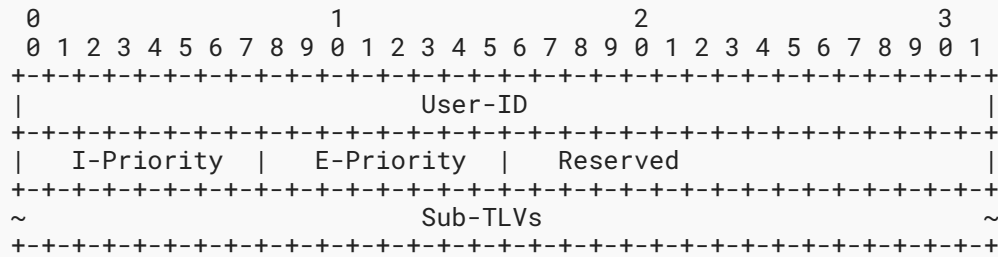 0                   1                   2                   3
 0 1 2 3 4 5 6 7 8 9 0 1 2 3 4 5 6 7 8 9 0 1 2 3 4 5 6 7 8 9 0 1
+-+-+-+-+-+-+-+-+-+-+-+-+-+-+-+-+-+-+-+-+-+-+-+-+-+-+-+-+-+-+-+-+
|                          User-ID                              |
+-+-+-+-+-+-+-+-+-+-+-+-+-+-+-+-+-+-+-+-+-+-+-+-+-+-+-+-+-+-+-+-+
|   I-Priority  |   E-Priority  |   Reserved                    |
+-+-+-+-+-+-+-+-+-+-+-+-+-+-+-+-+-+-+-+-+-+-+-+-+-+-+-+-+-+-+-+-+
~                          Sub-TLVs                             ~
+-+-+-+-+-+-+-+-+-+-+-+-+-+-+-+-+-+-+-+-+-+-+-+-+-+-+-+-+-+-+-+-+